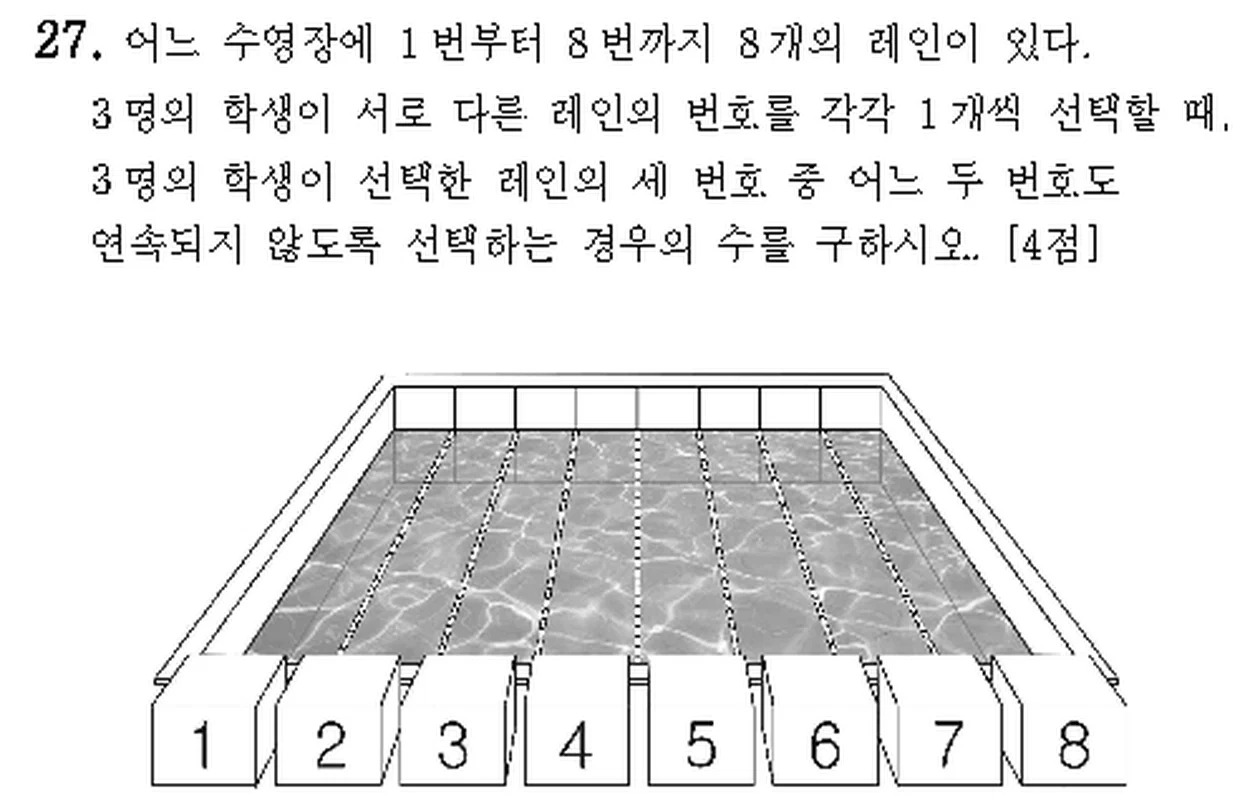 27. 어느 수영장에 1번부터 8번까지 8개의 레인이 있다.
3명의 학생이 서로 다른 레인의 번호를 각각 1개씩 선택할 때,
3명의 학생이 선택한 레인의 세 번호 중 어느 두 번호도
연속되지 않도록 선택하는 경우의 수를 구하시오. [4점]
1 2 3 4 5 6 7 8